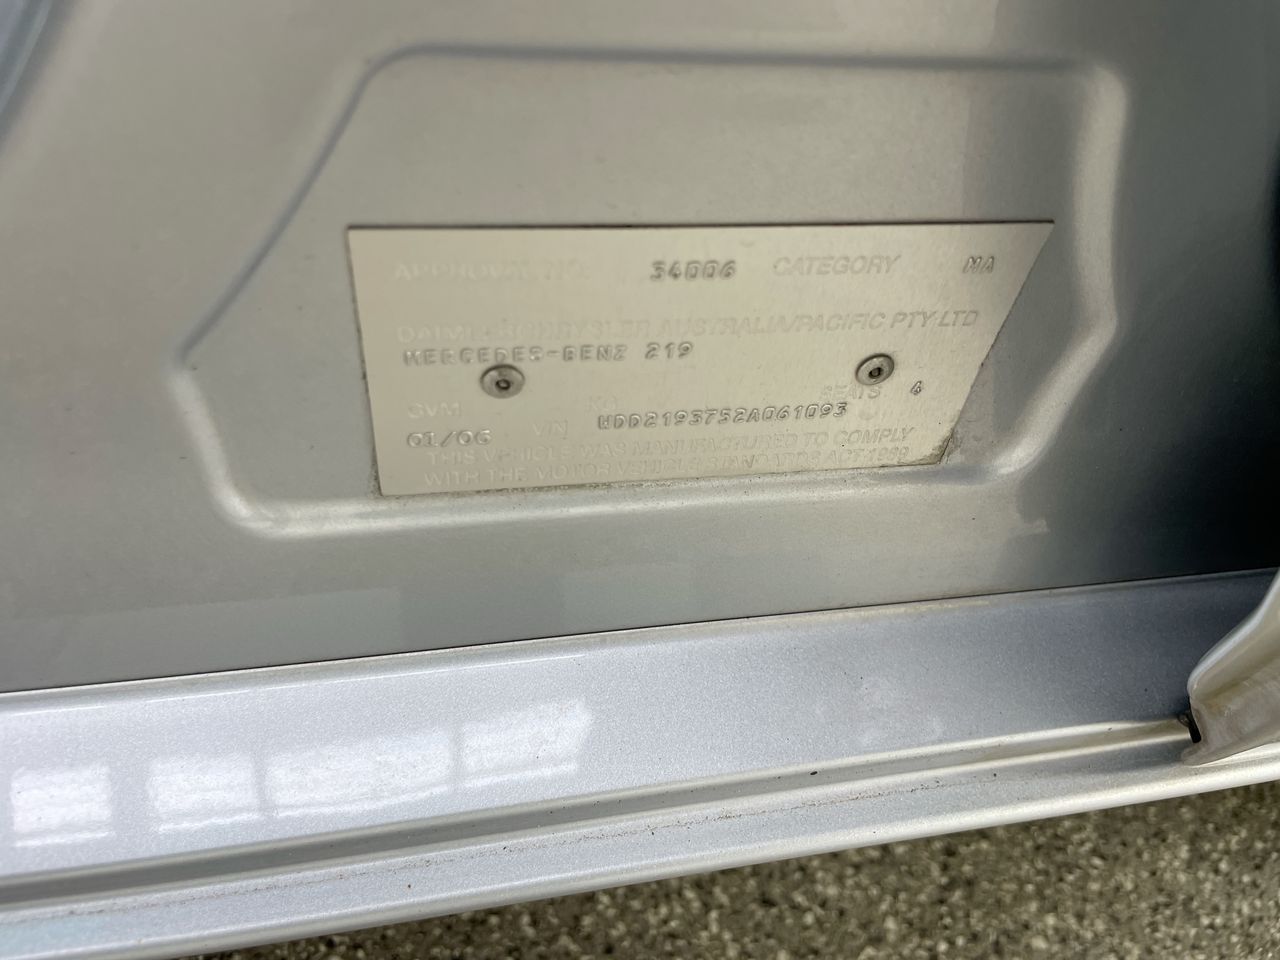 APPROVAL NO. 34006 CATEGORY MA
DAIMLERCHRYSLER AUSTRALIA/PACIFIC PTY LTD
MERCEDES-BENZ 219
GVM KG SEATS 4
01/06 VIN WDD2193752A061093
THIS VEHICLE WAS MANUFACTURED TO COMPLY
WITH THE MOTOR VEHICLE STANDARDS ACT 1989